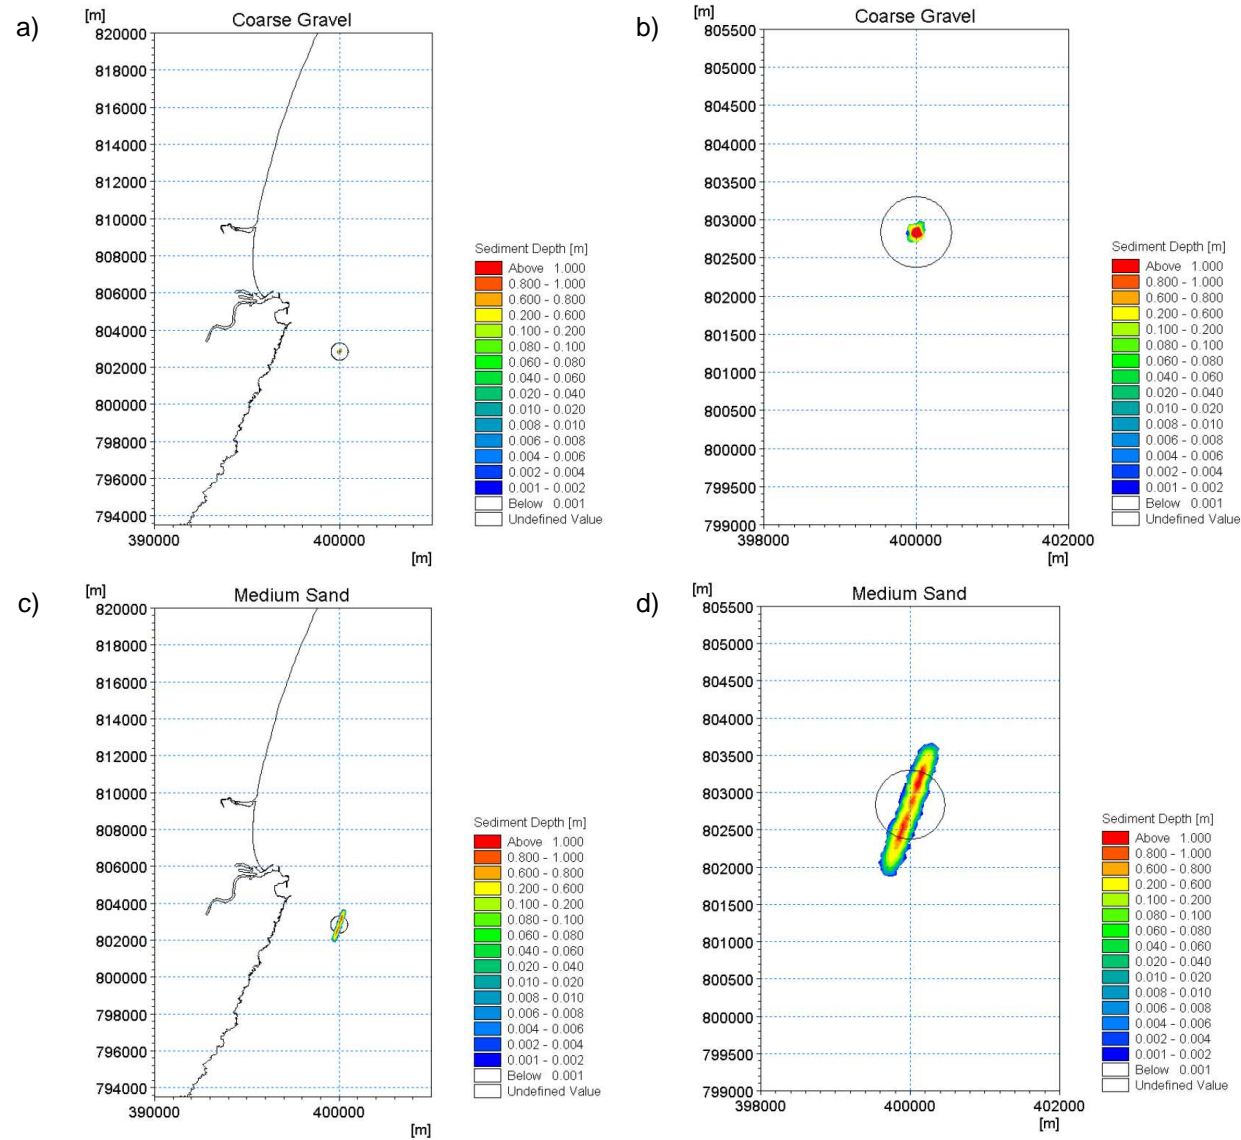 a)
[m]
Coarse Gravel
820000
818000
816000
814000
812000
810000
808000
806000
804000
802000
800000
798000
796000
794000
390000
400000
[m]
Sediment Depth [m]
Above 1.000
0.800 - 1.000
0.600 - 0.800
0.200 - 0.600
0.100 - 0.200
0.080 - 0.100
0.060 - 0.080
0.040 - 0.060
0.020 - 0.040
0.010 - 0.020
0.008 - 0.010
0.006 - 0.008
0.004 - 0.006
0.002 - 0.004
0.001 - 0.002
Below 0.001
Undefined Value
b)
[m]
Coarse Gravel
805500
805000
804500
804000
803500
803000
802500
802000
801500
801000
800500
800000
799500
799000
398000
400000
402000
[m]
Sediment Depth [m]
Above 1.000
0.800 - 1.000
0.600 - 0.800
0.200 - 0.600
0.100 - 0.200
0.080 - 0.100
0.060 - 0.080
0.040 - 0.060
0.020 - 0.040
0.010 - 0.020
0.008 - 0.010
0.006 - 0.008
0.004 - 0.006
0.002 - 0.004
0.001 - 0.002
Below 0.001
Undefined Value
c)
[m]
Medium Sand
820000
818000
816000
814000
812000
810000
808000
806000
804000
802000
800000
798000
796000
794000
390000
400000
[m]
Sediment Depth [m]
Above 1.000
0.800 - 1.000
0.600 - 0.800
0.200 - 0.600
0.100 - 0.200
0.080 - 0.100
0.060 - 0.080
0.040 - 0.060
0.020 - 0.040
0.010 - 0.020
0.008 - 0.010
0.006 - 0.008
0.004 - 0.006
0.002 - 0.004
0.001 - 0.002
Below 0.001
Undefined Value
d)
[m]
Medium Sand
805500
805000
804500
804000
803500
803000
802500
802000
801500
801000
800500
800000
799500
799000
398000
400000
402000
[m]
Sediment Depth [m]
Above 1.000
0.800 - 1.000
0.600 - 0.800
0.200 - 0.600
0.100 - 0.200
0.080 - 0.100
0.060 - 0.080
0.040 - 0.060
0.020 - 0.040
0.010 - 0.020
0.008 - 0.010
0.006 - 0.008
0.004 - 0.006
0.002 - 0.004
0.001 - 0.002
Below 0.001
Undefined Value